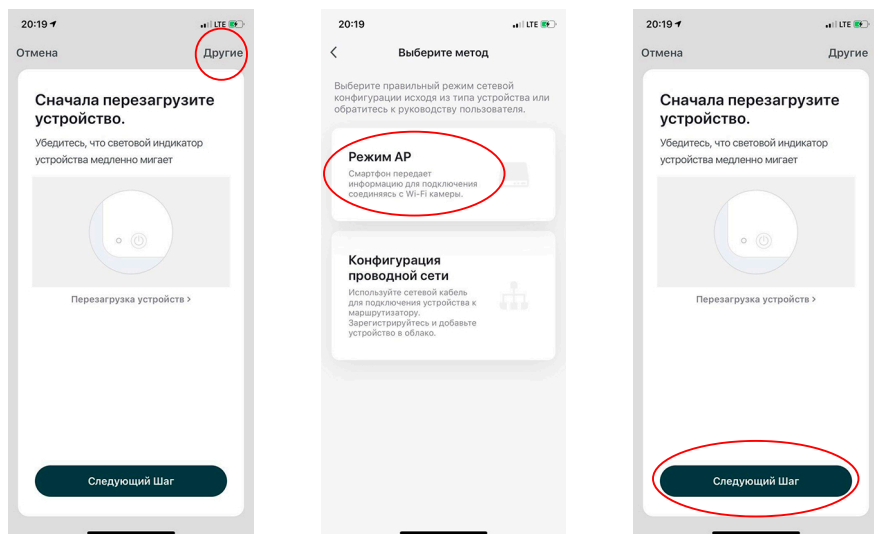 20:19
LTE
Отмена
Другие
Сначала перезагрузите
устройство.
Убедитесь, что световой индикатор
устройства медленно мигает
Перезагрузка устройств >
Следующий Шаг
20:19
LTE
Выберите метод
Выберите правильный режим сетевой
конфигурации исходя из типа устройства или
обратитесь к руководству пользователя.
Режим AP
Смартфон передает
информацию для подключения
соединяясь с Wi-Fi камеры.
Конфигурация
проводной сети
Используйте сетевой кабель
для подключения устройства к
маршрутизатору.
Зарегистрируйтесь и добавьте
устройство в облако.
20:19
LTE
Отмена
Другие
Сначала перезагрузите
устройство.
Убедитесь, что световой индикатор
устройства медленно мигает
Перезагрузка устройств >
Следующий Шаг